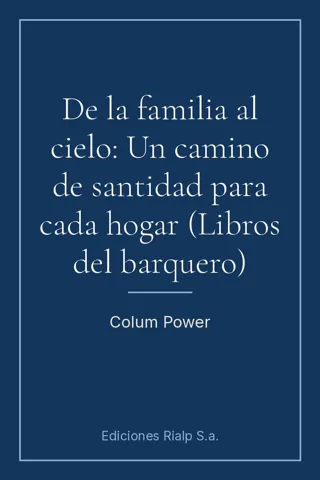 De la familia al
cielo: Un camino
de santidad para
cada hogar (Libros
del barquero)
Colum Power
Ediciones Rialp S.a.